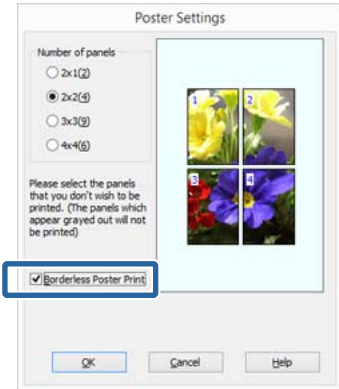 Poster Settings
Number of panels
2x1(2)
2x2(4)
3x3(9)
4x4(6)
Please select the panels
that you don't wish to be
printed. (The panels which
appear grayed out will not
be printed)
Borderless Poster Print
1 2
3 4
OK Cancel Help